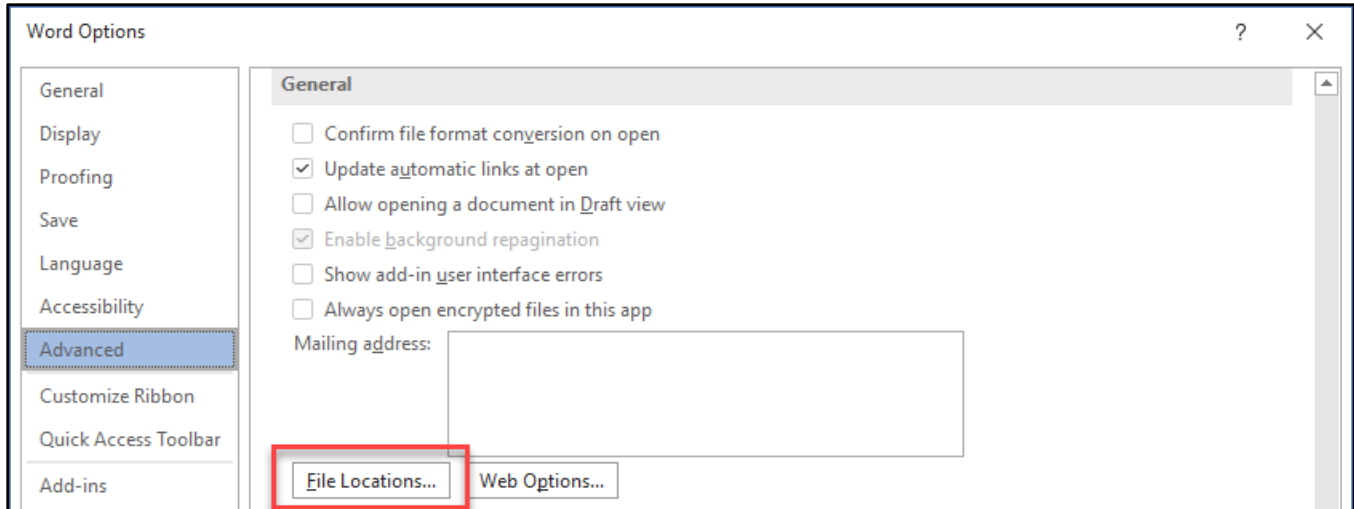 Word Options ?
General
Display
Proofing
Save
Language
Accessibility
Advanced
Customize Ribbon
Quick Access Toolbar
Add-ins
General
Confirm file format conversion on open
Update automatic links at open
Allow opening a document in Draft view
Enable background repagination
Show add-in user interface errors
Always open encrypted files in this app
Mailing address:
File Locations... Web Options...